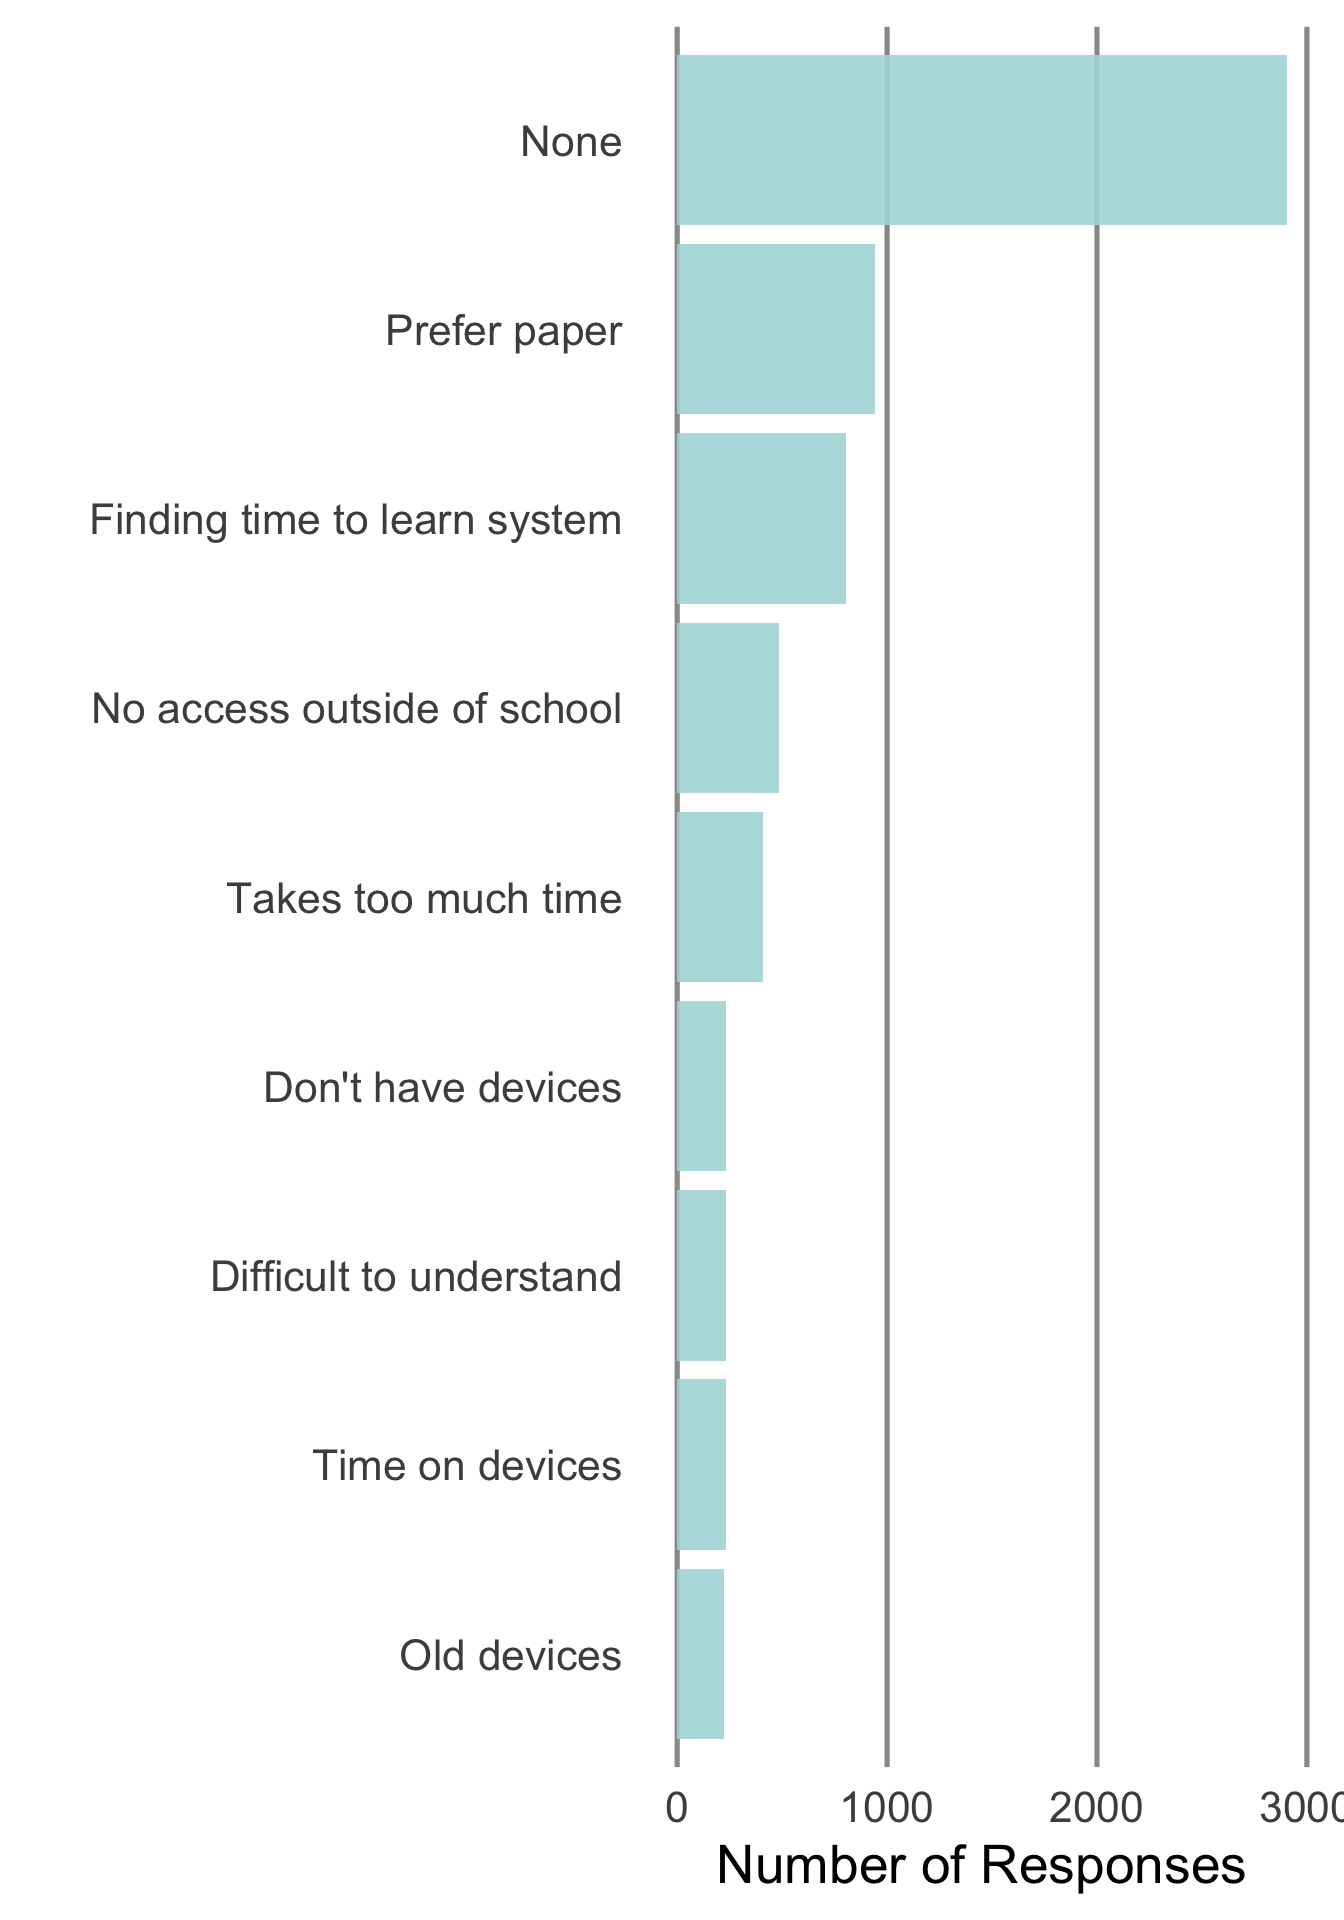 None
Prefer paper
Finding time to learn system
No access outside of school
Takes too much time
Don't have devices
Difficult to understand
Time on devices
Old devices
0 1000 2000 3000
Number of Responses